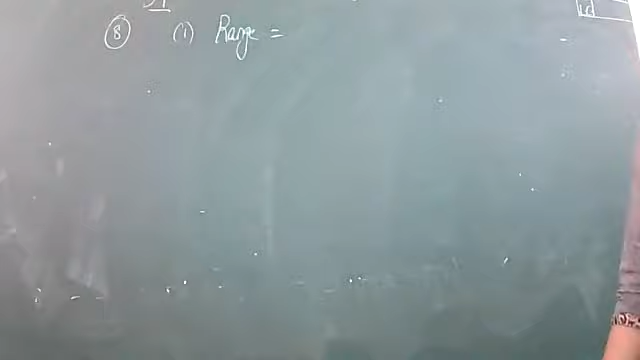 ⑧ (i) Range =